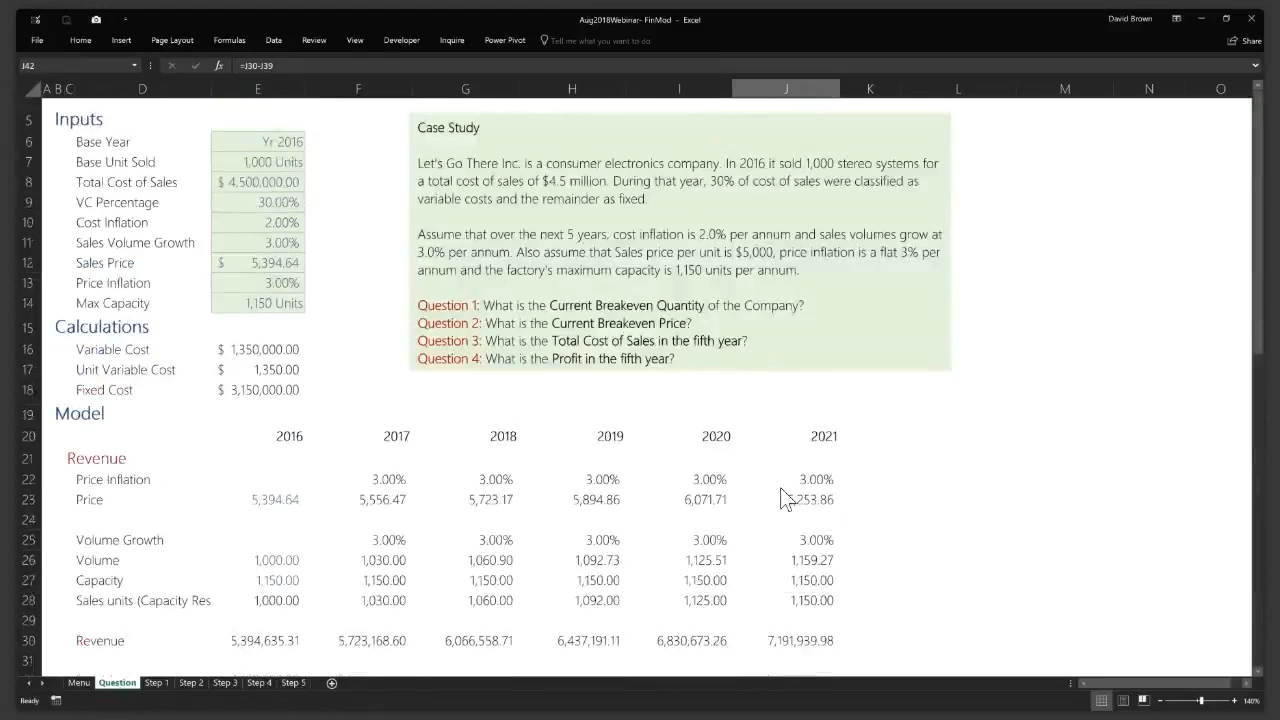 Aug2018Webinar- FinMod - Excel
David Brown
File Home Insert Page Layout Formulas Data Review View Developer Inquire Power Pivot Tell me what you want to do Share
J42 fx =J30-J39
A B C D E F G H I J K L M N O
5 Inputs
6 Base Year Yr 2016
7 Base Unit Sold 1,000 Units
8 Total Cost of Sales $ 4,500,000.00
9 VC Percentage 30.00%
10 Cost Inflation 2.00%
11 Sales Volume Growth 3.00%
12 Sales Price $ 5,394.64
13 Price Inflation 3.00%
14 Max Capacity 1,150 Units
Case Study
Let's Go There Inc. is a consumer electronics company. In 2016 it sold 1,000 stereo systems for
a total cost of sales of $4.5 million. During that year, 30% of cost of sales were classified as
variable costs and the remainder as fixed.
Assume that over the next 5 years, cost inflation is 2.0% per annum and sales volumes grow at
3.0% per annum. Also assume that Sales price per unit is $5,000, price inflation is a flat 3% per
annum and the factory's maximum capacity is 1,150 units per annum.
Question 1: What is the Current Breakeven Quantity of the Company?
Question 2: What is the Current Breakeven Price?
Question 3: What is the Total Cost of Sales in the fifth year?
Question 4: What is the Profit in the fifth year?
15 Calculations
16 Variable Cost $ 1,350,000.00
17 Unit Variable Cost $ 1,350.00
18 Fixed Cost $ 3,150,000.00
19 Model
20 2016 2017 2018 2019 2020 2021
21 Revenue
22 Price Inflation 3.00% 3.00% 3.00% 3.00% 3.00%
23 Price 5,394.64 5,556.47 5,723.17 5,894.86 6,071.71 253.86
24
25 Volume Growth 3.00% 3.00% 3.00% 3.00% 3.00%
26 Volume 1,000.00 1,030.00 1,060.90 1,092.73 1,125.51 1,159.27
27 Capacity 1,150.00 1,150.00 1,150.00 1,150.00 1,150.00 1,150.00
28 Sales units (Capacity Res 1,000.00 1,030.00 1,060.00 1,092.00 1,125.00 1,150.00
29
30 Revenue 5,394,635.31 5,723,168.60 6,066,558.71 6,437,191.11 6,830,673.26 7,191,939.98
31
Menu Question Step 1 Step 2 Step 3 Step 4 Step 5
Ready 140%